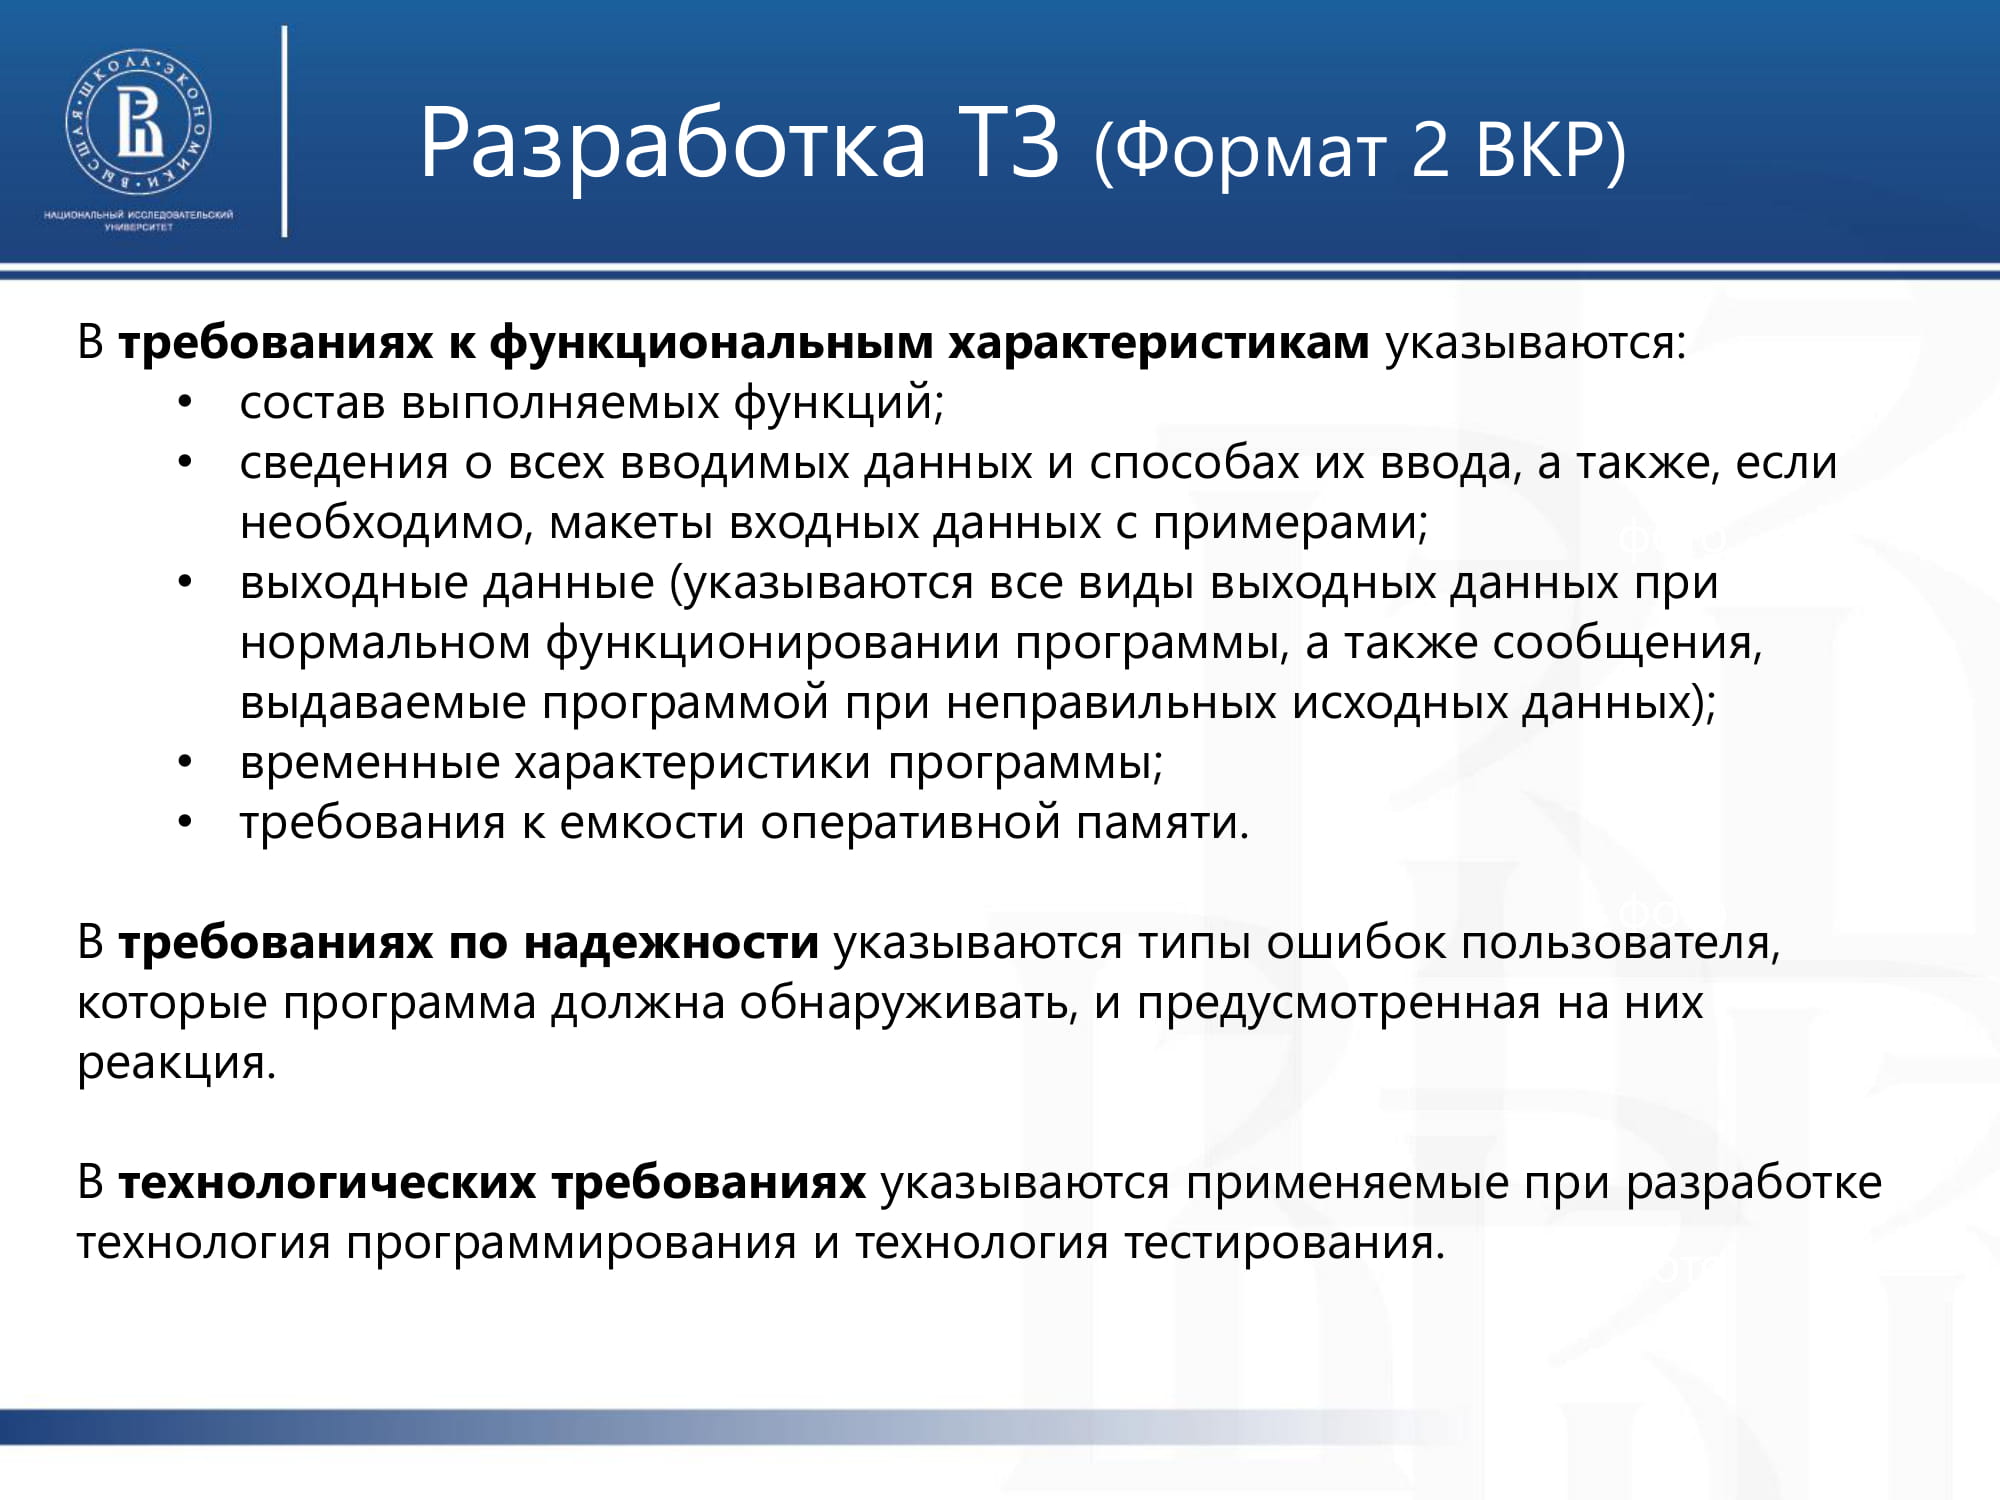 ВЫСШАЯ ШКОЛА ЭКОНОМИКИ
НАЦИОНАЛЬНЫЙ ИССЛЕДОВАТЕЛЬСКИЙ
УНИВЕРСИТЕТ
Разработка ТЗ (Формат 2 ВКР)
В требованиях к функциональным характеристикам указываются:
• состав выполняемых функций;
• сведения о всех вводимых данных и способах их ввода, а также, если
необходимо, макеты входных данных с примерами;
фото
• выходные данные (указываются все виды выходных данных при
нормальном функционировании программы, а также сообщения,
выдаваемые программой при неправильных исходных данных);
• временные характеристики программы;
• требования к емкости оперативной памяти.
фото
В требованиях по надежности указываются типы ошибок пользователя,
которые программа должна обнаруживать, и предусмотренная на них
реакция.
В технологических требованиях указываются применяемые при разработке
технология программирования и технология тестирования.